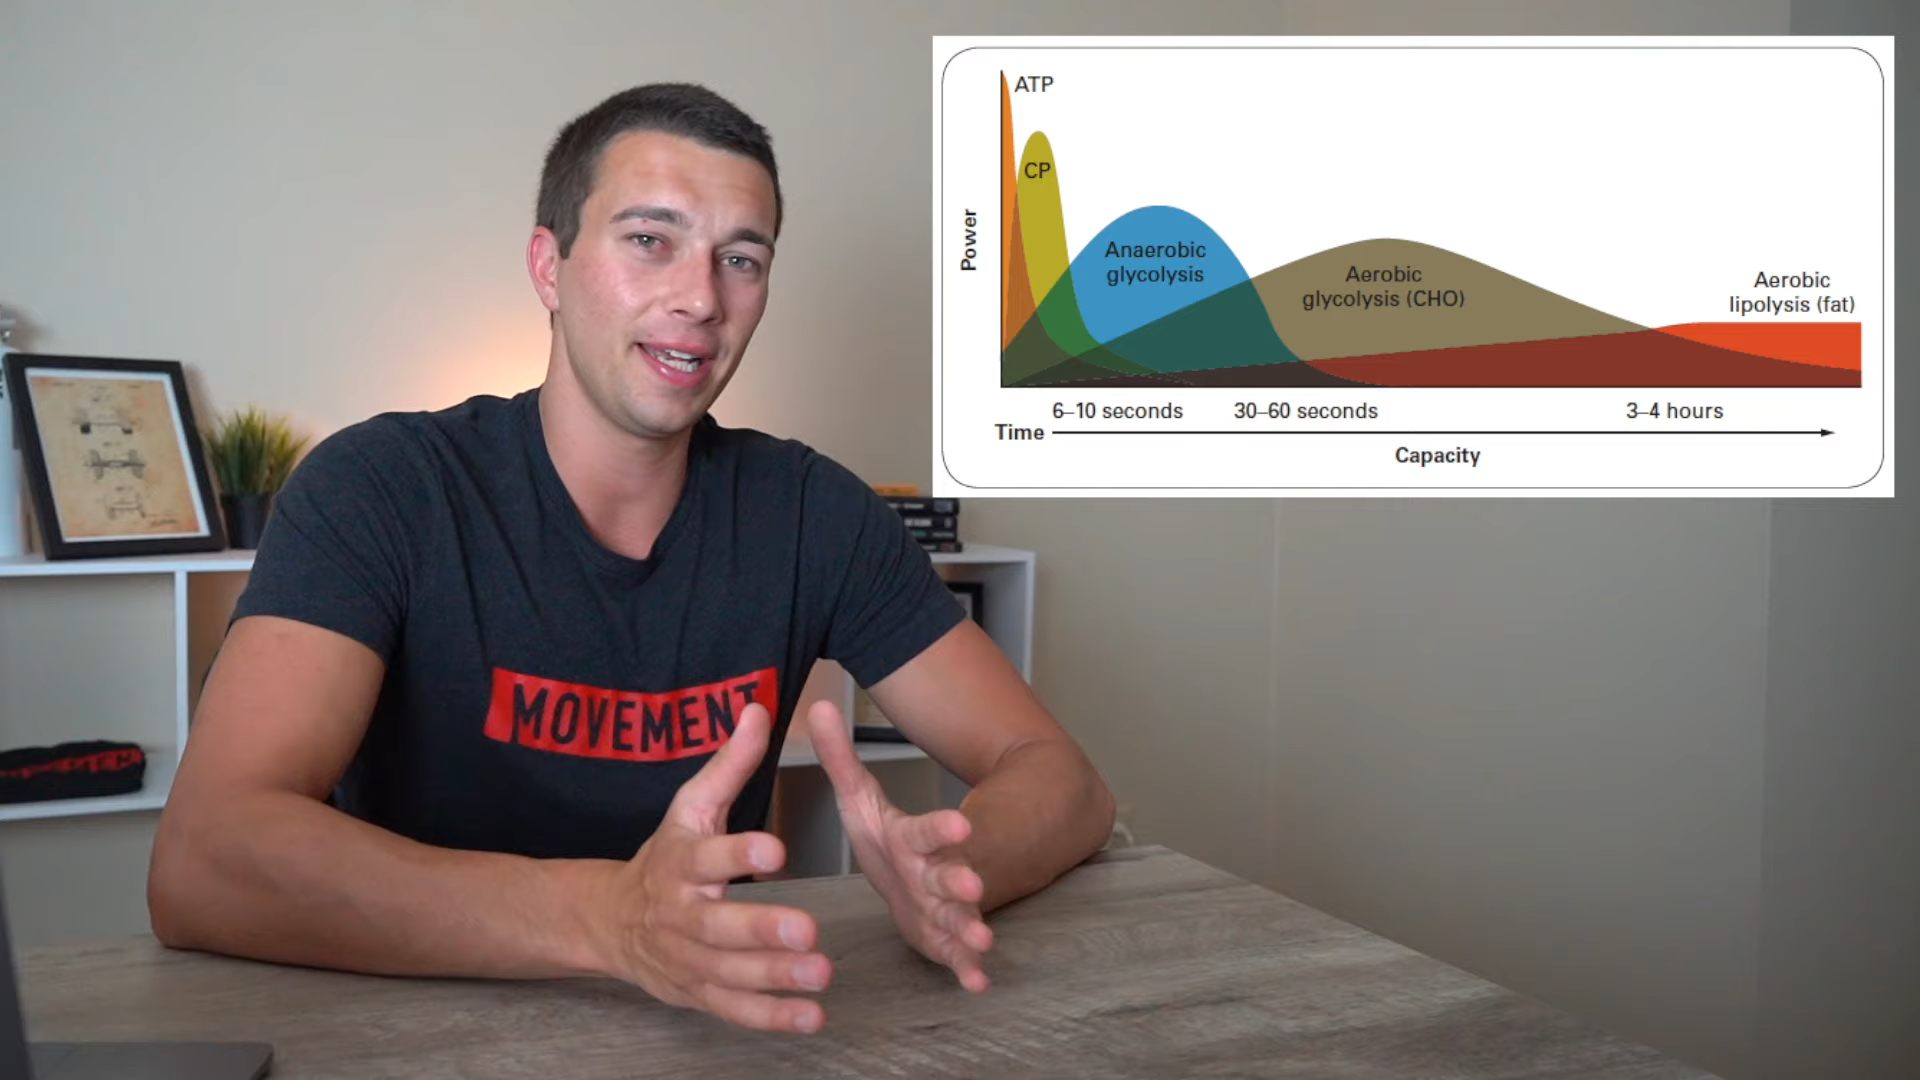 ATP
CP
Power
Anaerobic
glycolysis
Aerobic
glycolysis (CHO)
Aerobic
lipolysis (fat)
6–10 seconds
30–60 seconds
3–4 hours
Time
Capacity
MOVEMENT